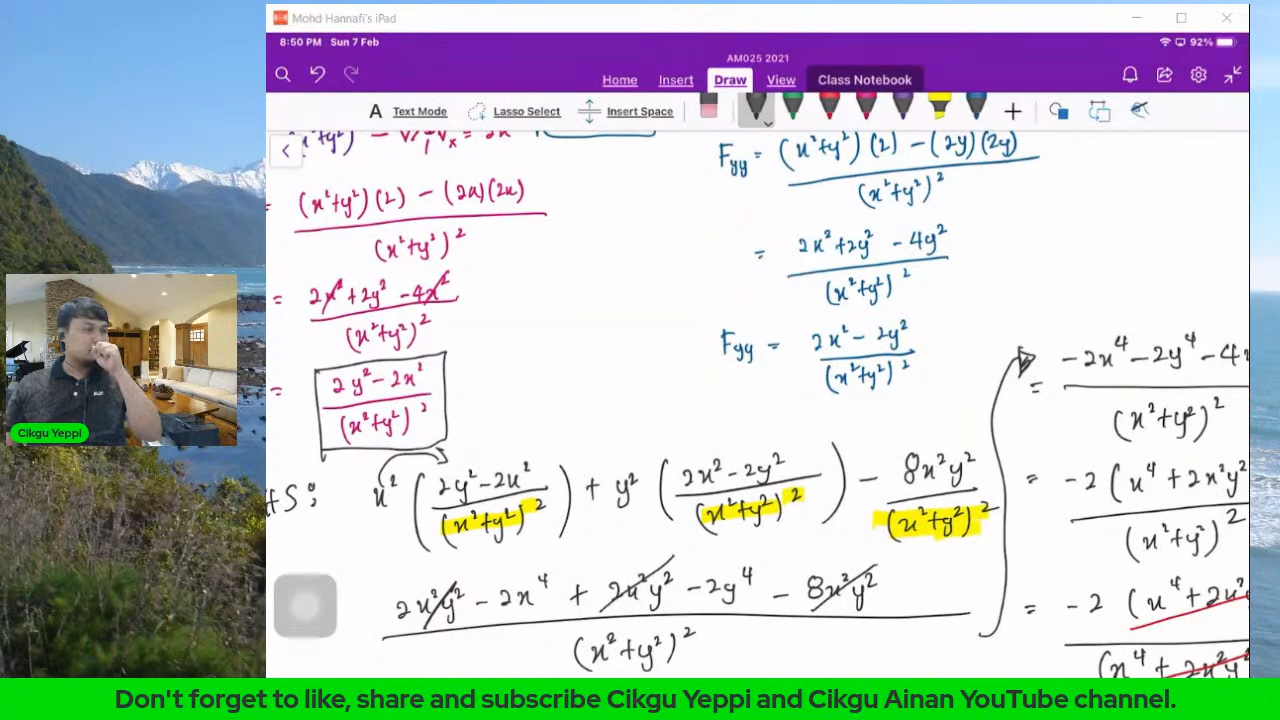 Mohd Hannafi's iPad
8:50 PM Sun 7 Feb
92%
AM025 2021
Home Insert Draw View Class Notebook
Text Mode Lasso Select Insert Space
(x²+y²)(2) - (2x)(2x)
(x²+y²)²
= 2x² + 2y² - 4x²
(x²+y²)²
= 2y² - 2x²
(x²+y²)²
Fyy = (x²+y²)(2) - (2y)(2y)
(x²+y²)²
= 2x² + 2y² - 4y²
(x²+y²)²
Fyy = 2x² - 2y²
(x²+y²)²
HS: x² ( 2y² - 2x² / (x²+y²)² ) + y² ( 2x² - 2y² / (x²+y²)² ) - 8x²y² / (x²+y²)²
2x²y² - 2x⁴ + 2x²y² - 2y⁴ - 8x²y²
(x²+y²)²
= -2x⁴ - 2y⁴ - 4x
(x²+y²)²
= -2 (x⁴ + 2x²y²
(x²+y²)²
= -2 (x⁴ + 2x²
(x⁴ + 2x²y²
Cikgu Yeppi
Don't forget to like, share and subscribe Cikgu Yeppi and Cikgu Ainan YouTube channel.